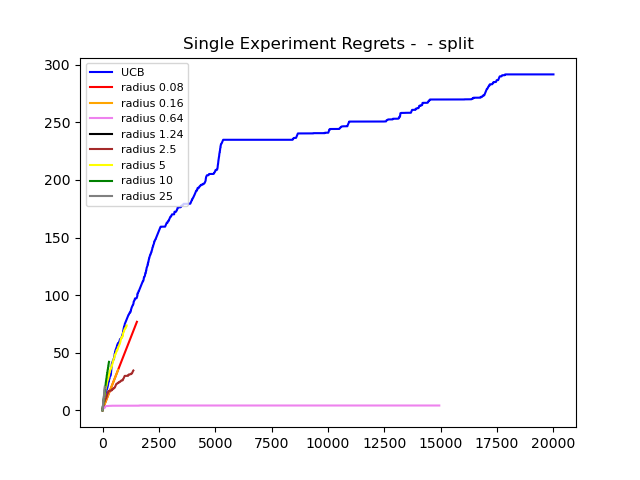 Single Experiment Regrets -  - split
300
250
200
150
100
50
0
UCB
radius 0.08
radius 0.16
radius 0.64
radius 1.24
radius 2.5
radius 5
radius 10
radius 25
0 2500 5000 7500 10000 12500 15000 17500 20000